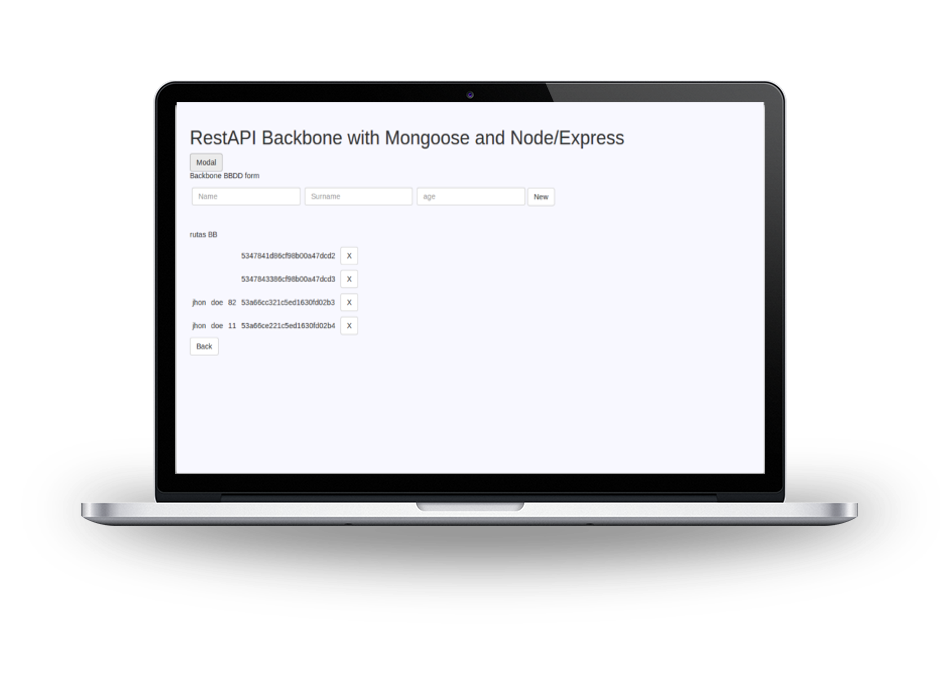 RestAPI Backbone with Mongoose and Node/Express
Modal
Backbone BBDD form
Name Surname age New
rutas BB
5347841d86cf98b00a47dcd2 X
5347843386cf98b00a47dcd3 X
jhon doe 82 53a66cc321c5ed1630fd02b3 X
jhon doe 11 53a66ce221c5ed1630fd02b4 X
Back